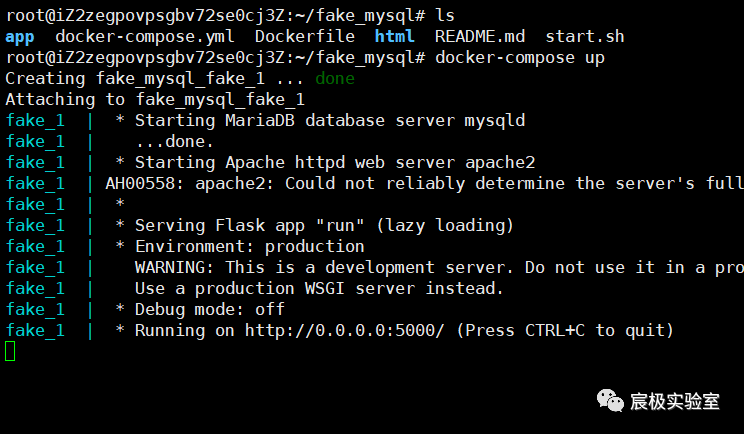 root@iZ2zegpovpsgbv72se0cj3Z:~/fake_mysql# ls
app docker-compose.yml Dockerfile html README.md start.sh
root@iZ2zegpovpsgbv72se0cj3Z:~/fake_mysql# docker-compose up
Creating fake_mysql_fake_1 ... done
Attaching to fake_mysql_fake_1
fake_1 | * Starting MariaDB database server mysqld
fake_1 | ...done.
fake_1 | * Starting Apache httpd web server apache2
fake_1 | AH00558: apache2: Could not reliably determine the server's full
fake_1 | *
fake_1 | * Serving Flask app "run" (lazy loading)
fake_1 | * Environment: production
fake_1 | WARNING: This is a development server. Do not use it in a pro
fake_1 | Use a production WSGI server instead.
fake_1 | * Debug mode: off
fake_1 | * Running on http://0.0.0.0:5000/ (Press CTRL+C to quit)
宸极实验室